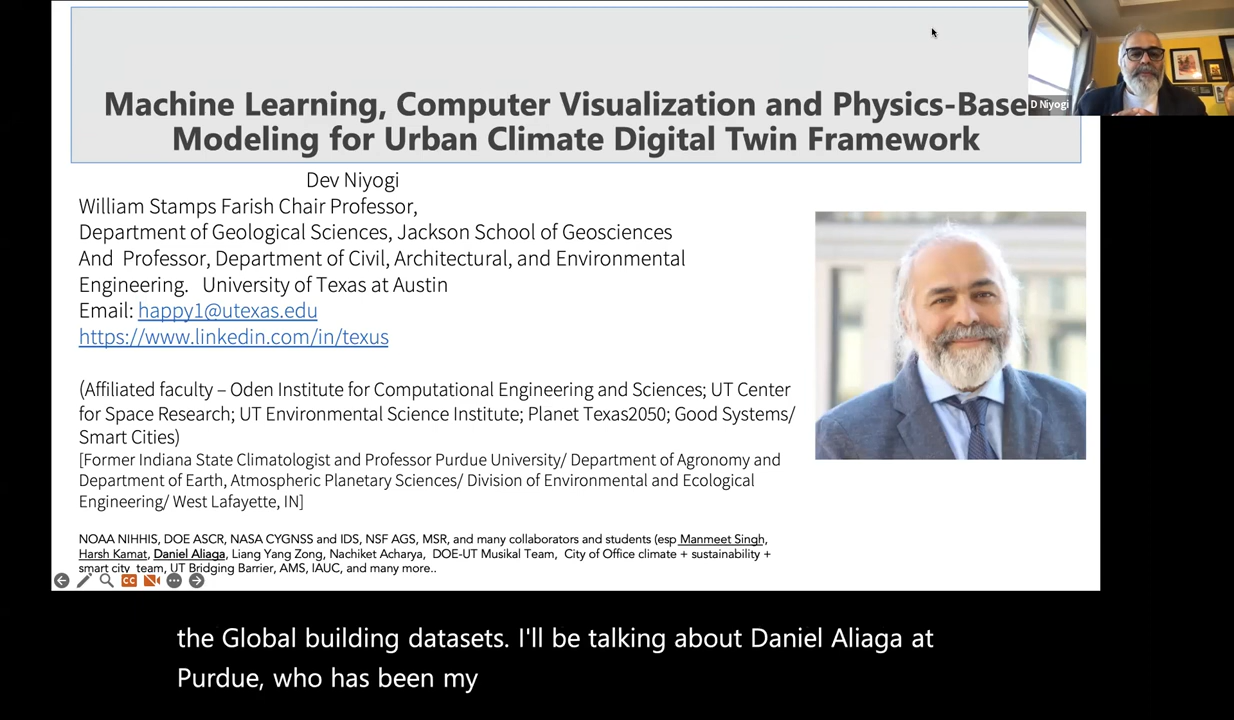 Machine Learning, Computer Visualization and Physics-Base
Modeling for Urban Climate Digital Twin Framework
D Niyogi
Dev Niyogi
William Stamps Farish Chair Professor,
Department of Geological Sciences, Jackson School of Geosciences
And Professor, Department of Civil, Architectural, and Environmental
Engineering. University of Texas at Austin
Email: happy1@utexas.edu
https://www.linkedin.com/in/texus
(Affiliated faculty – Oden Institute for Computational Engineering and Sciences; UT Center
for Space Research; UT Environmental Science Institute; Planet Texas2050; Good Systems/
Smart Cities)
[Former Indiana State Climatologist and Professor Purdue University/ Department of Agronomy and
Department of Earth, Atmospheric Planetary Sciences/ Division of Environmental and Ecological
Engineering/ West Lafayette, IN]
NOAA NIHHIS, DOE ASCR, NASA CYGNSS and IDS, NSF AGS, MSR, and many collaborators and students (esp Manmeet Singh,
Harsh Kamat, Daniel Aliaga, Liang Yang Zong, Nachiket Acharya, DOE-UT Musikal Team, City of Office climate + sustainability +
smart city team, UT Bridging Barrier, AMS, IAUC, and many more..
CC
the Global building datasets. I'll be talking about Daniel Aliaga at
Purdue, who has been my